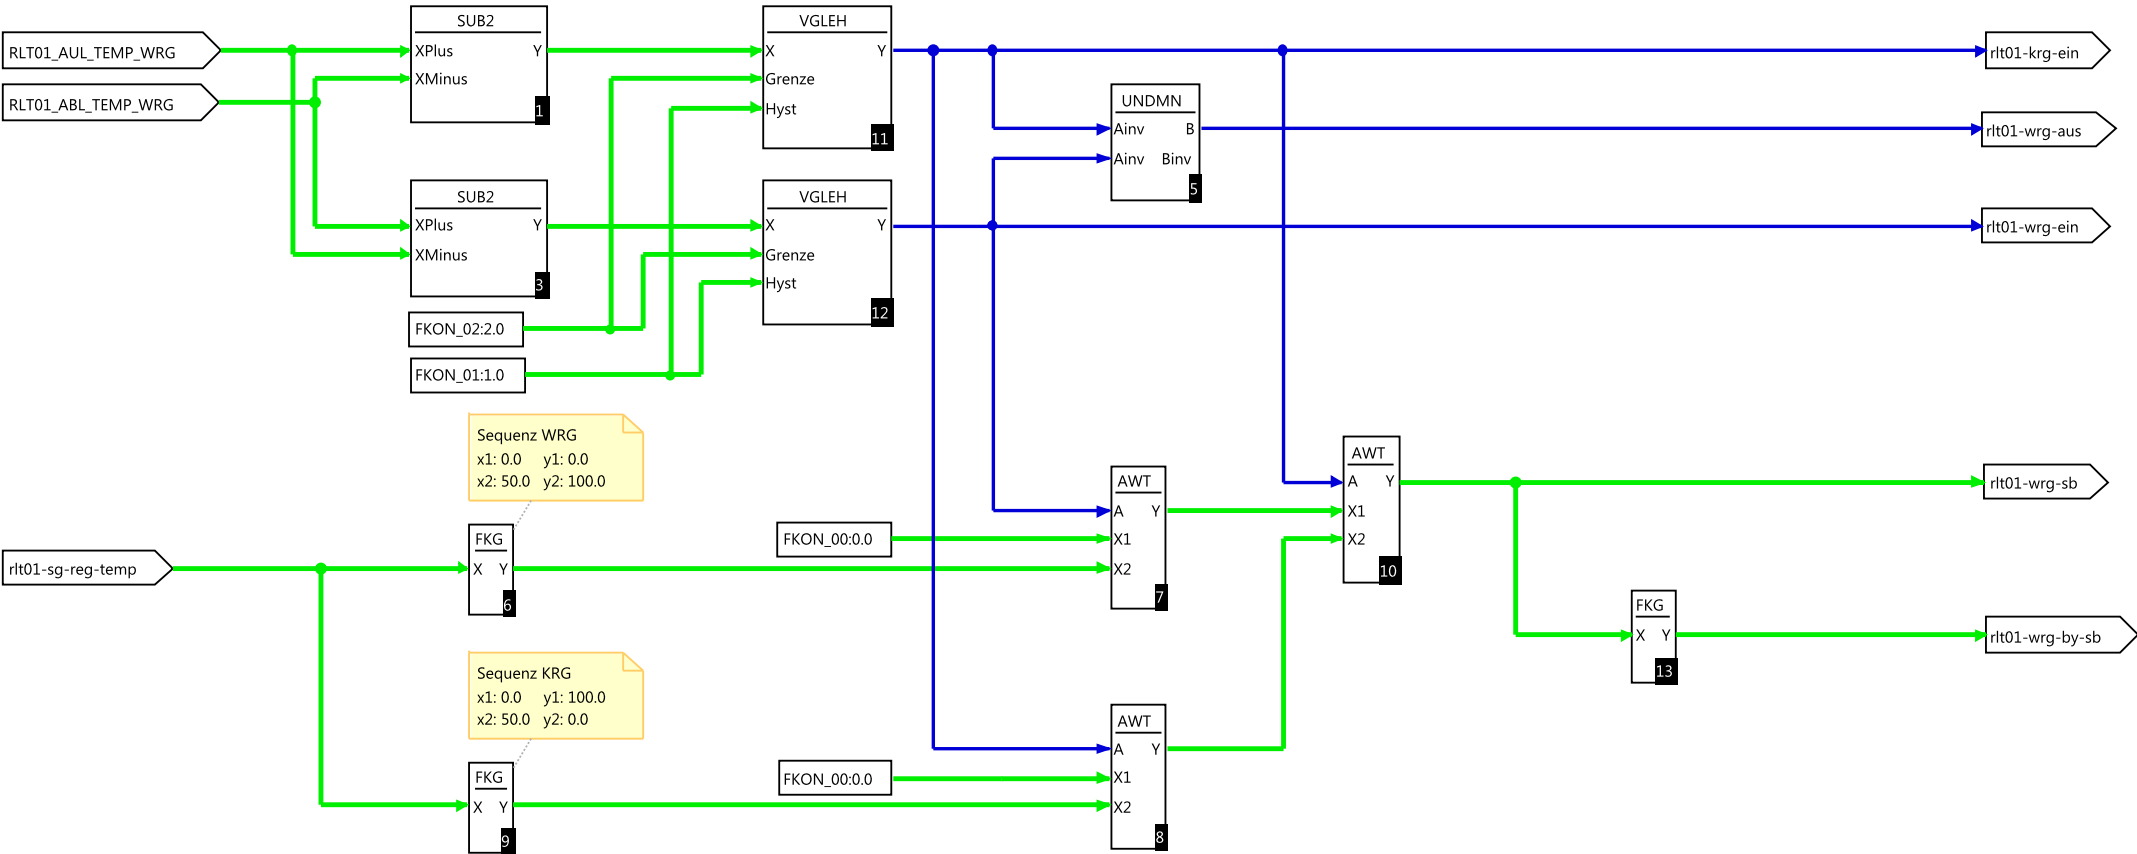 RLT01_AUL_TEMP_WRG
RLT01_ABL_TEMP_WRG
SUB2
XPlus Y
XMinus
1
VGLEH
X Y
Grenze
Hyst
11
UNDMN
Ainv B
Ainv Binv
5
rlt01-krg-ein
rlt01-wrg-aus
rlt01-wrg-ein
SUB2
XPlus Y
XMinus
3
VGLEH
X Y
Grenze
Hyst
12
FKON_02:2.0
FKON_01:1.0
Sequenz WRG
x1: 0.0 y1: 0.0
x2: 50.0 y2: 100.0
rlt01-sg-reg-temp
FKG
X Y
6
FKON_00:0.0
AWT
A Y
X1
X2
7
AWT
A Y
X1
X2
10
rlt01-wrg-sb
FKG
X Y
13
rlt01-wrg-by-sb
Sequenz KRG
x1: 0.0 y1: 100.0
x2: 50.0 y2: 0.0
FKG
X Y
9
FKON_00:0.0
AWT
A Y
X1
X2
8